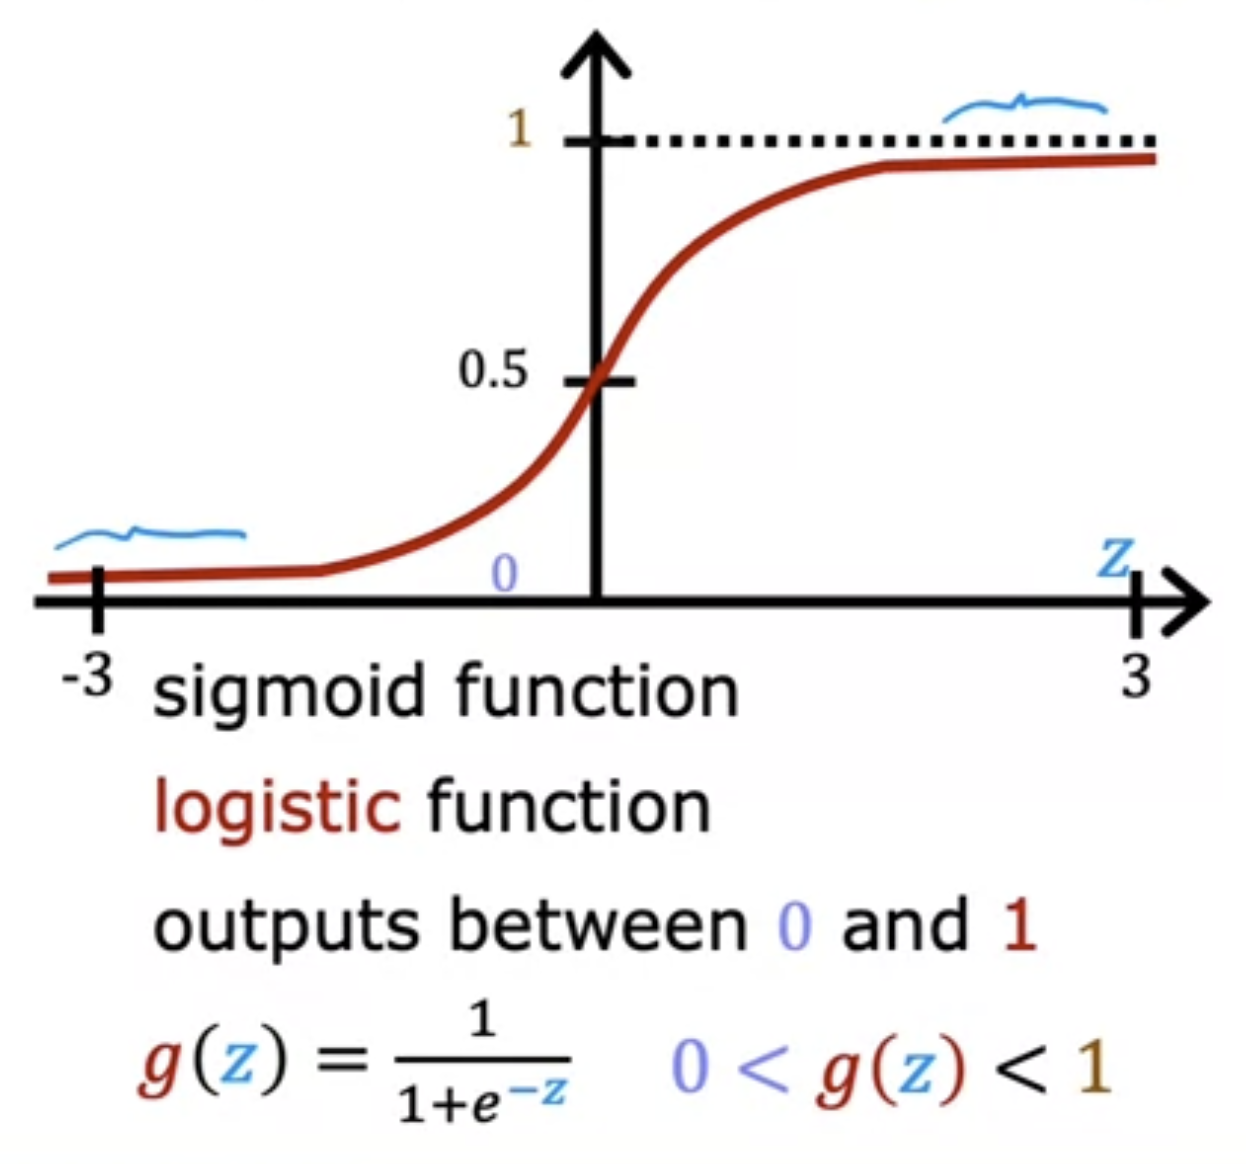 1
0.5
0
z
-3
3
sigmoid function
logistic function
outputs between 0 and 1
g(z) = 1/(1+e^{-z})    0 < g(z) < 1